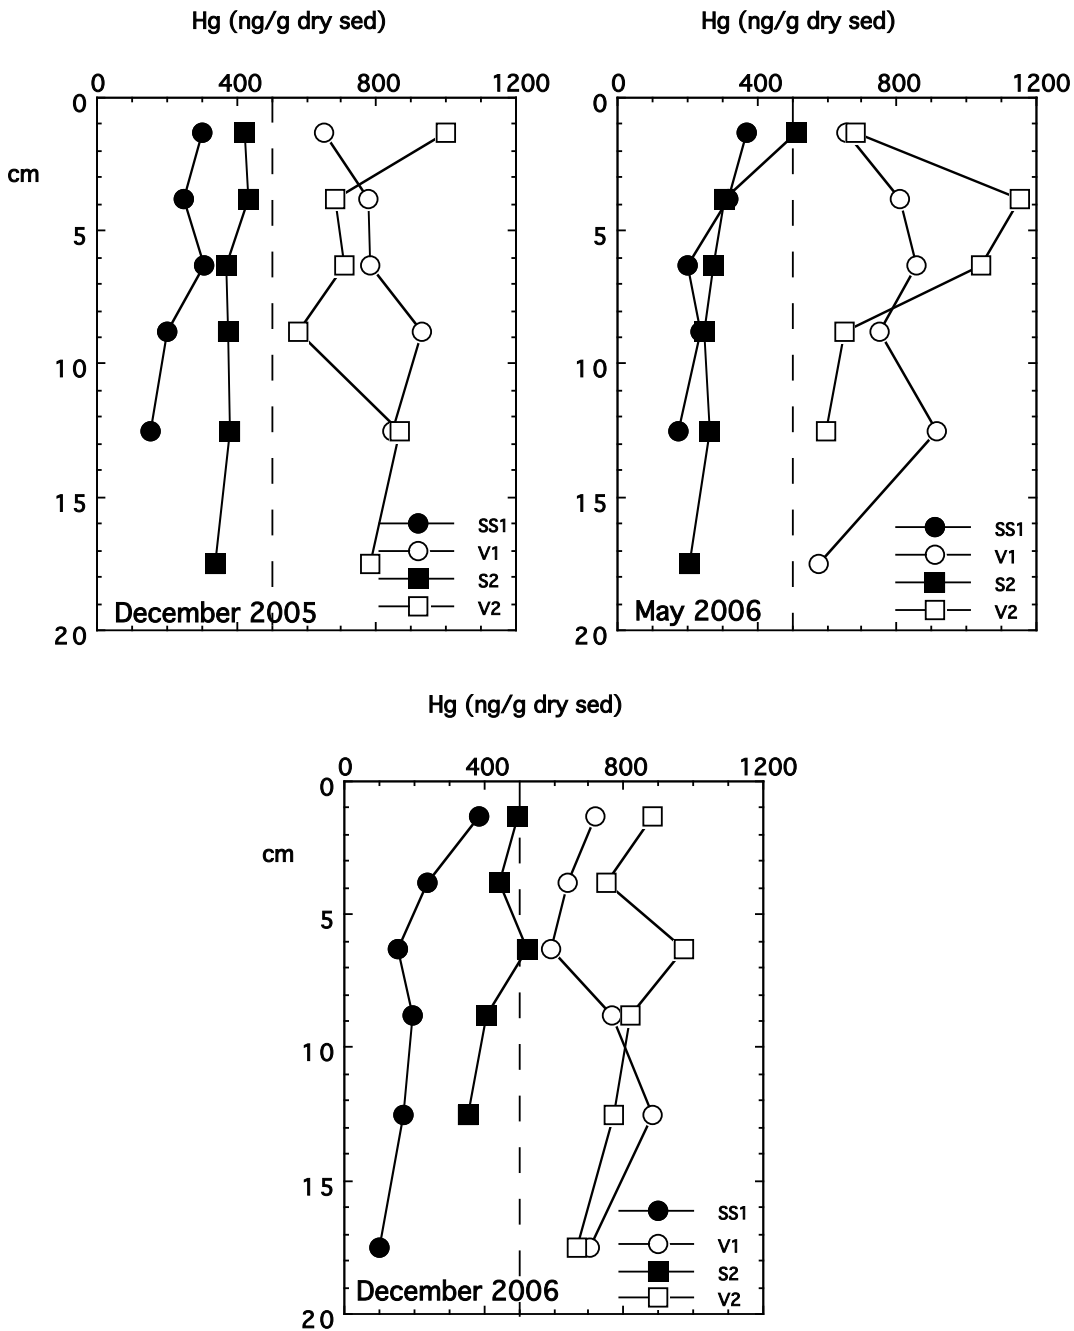 Hg (ng/g dry sed)
0 400 800 1200
0
cm
5
10
15
20
SS1
V1
S2
V2
December 2005
Hg (ng/g dry sed)
0 400 800 1200
0
5
10
15
20
SS1
V1
S2
V2
May 2006
Hg (ng/g dry sed)
0 400 800 1200
0
cm
5
10
15
20
SS1
V1
S2
V2
December 2006